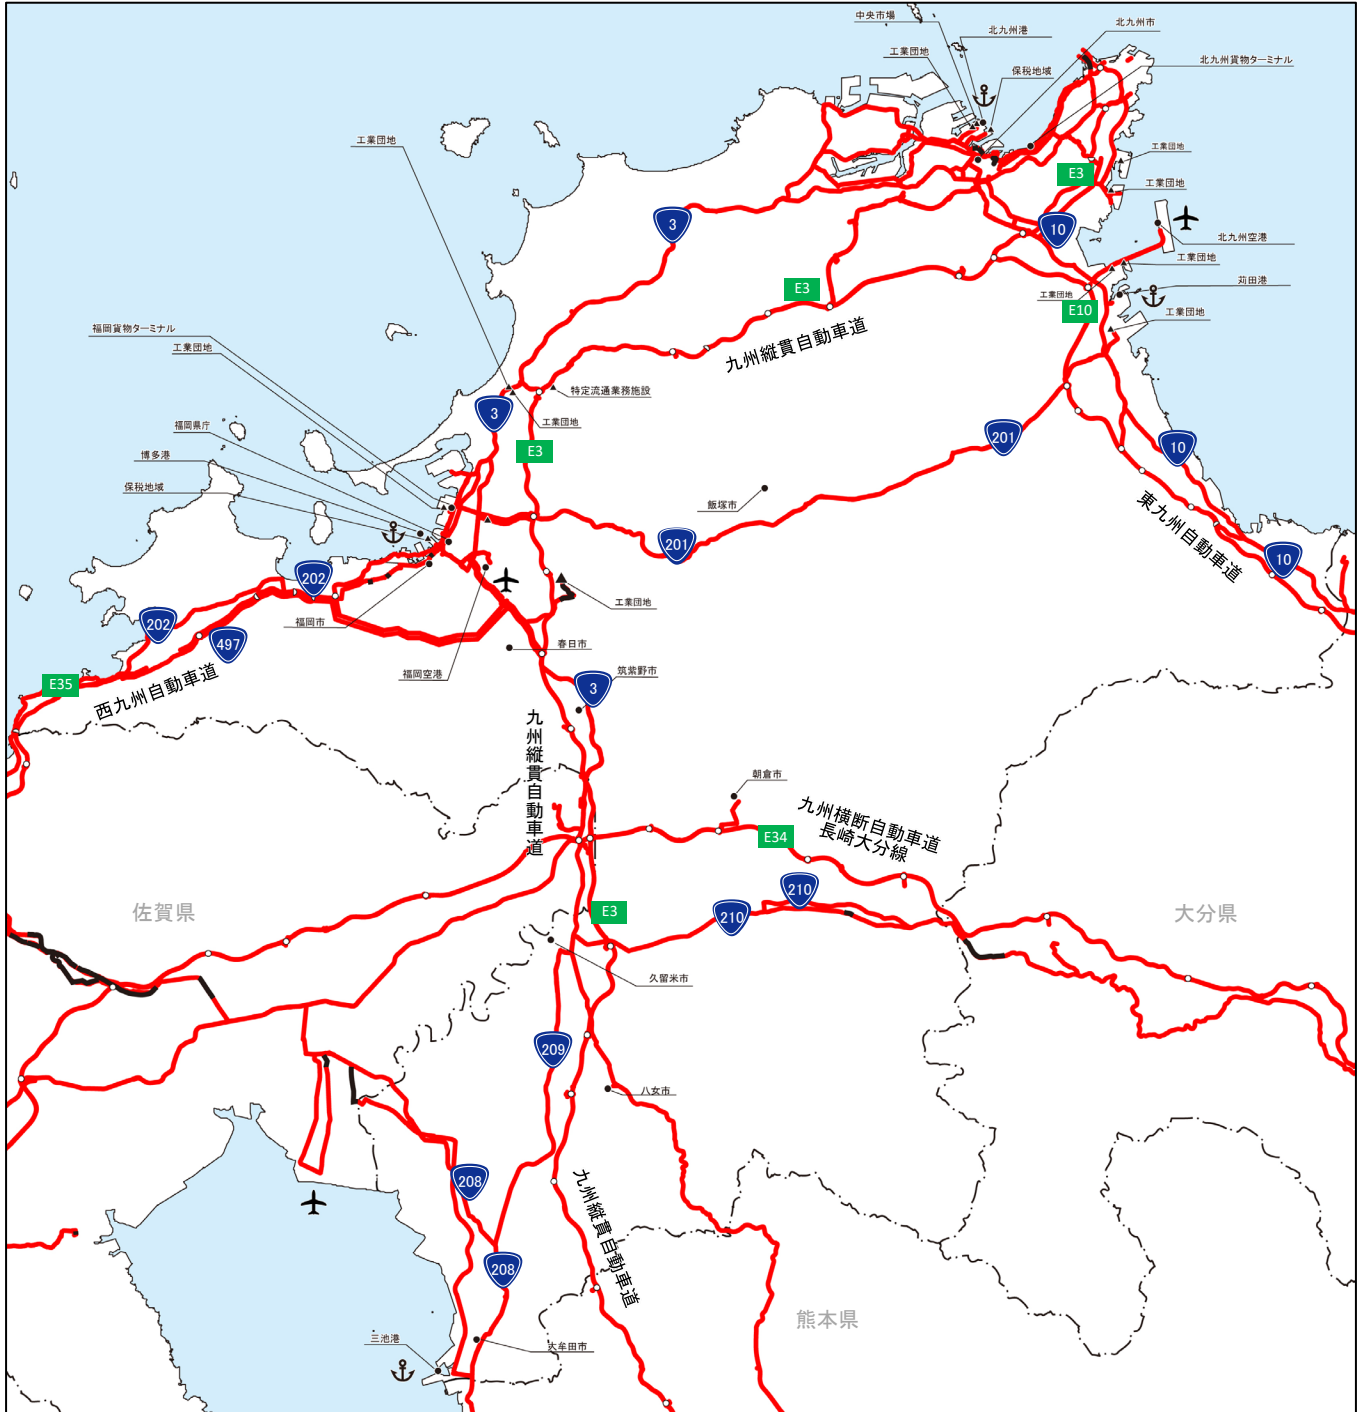 中央市場
北九州港
北九州市
工業団地
保税地域
北九州貨物ターミナル
工業団地
工業団地
E3
工業団地
3
10
北九州空港
工業団地
E3
工業団地
苅田港
E10
工業団地
福岡貨物ターミナル
工業団地
九州縦貫自動車道
特定流通業務施設
3
工業団地
福岡県庁
201
10
E3
博多港
保税地域
飯塚市
東九州自動車道
201
10
202
工業団地
202
福岡市
497
春日市
福岡空港
筑紫野市
E35
西九州自動車道
3
九州縦貫自動車道
朝倉市
九州横断自動車道
長崎大分線
E34
210
佐賀県
E3
210
大分県
久留米市
209
八女市
208
九州縦貫自動車道
208
熊本県
三池港
大牟田市